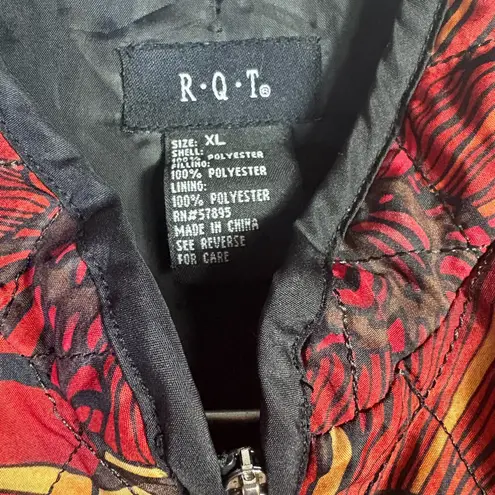 R·Q·T®
SIZE: XL
SHELL:
100% POLYESTER
FILLING:
100% POLYESTER
LINING:
100% POLYESTER
RN#57895
MADE IN CHINA
SEE REVERSE
FOR CARE